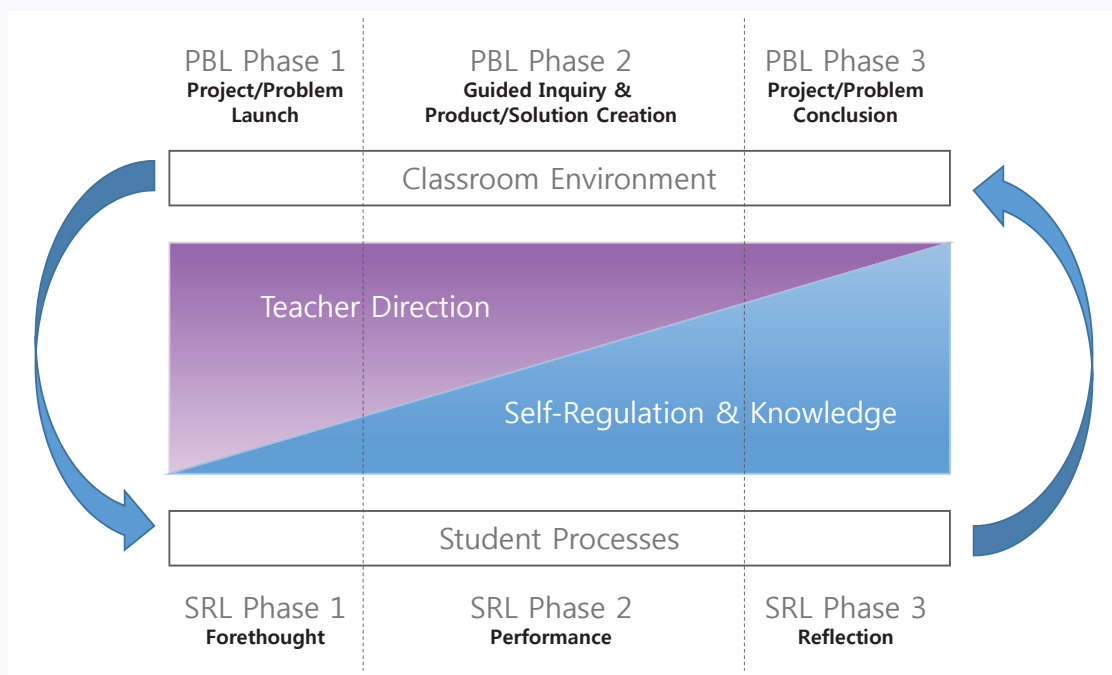 PBL Phase 1
Project/Problem
Launch
PBL Phase 2
Guided Inquiry &
Product/Solution Creation
PBL Phase 3
Project/Problem
Conclusion
Classroom Environment
Teacher Direction
Self-Regulation & Knowledge
Student Processes
SRL Phase 1
Forethought
SRL Phase 2
Performance
SRL Phase 3
Reflection